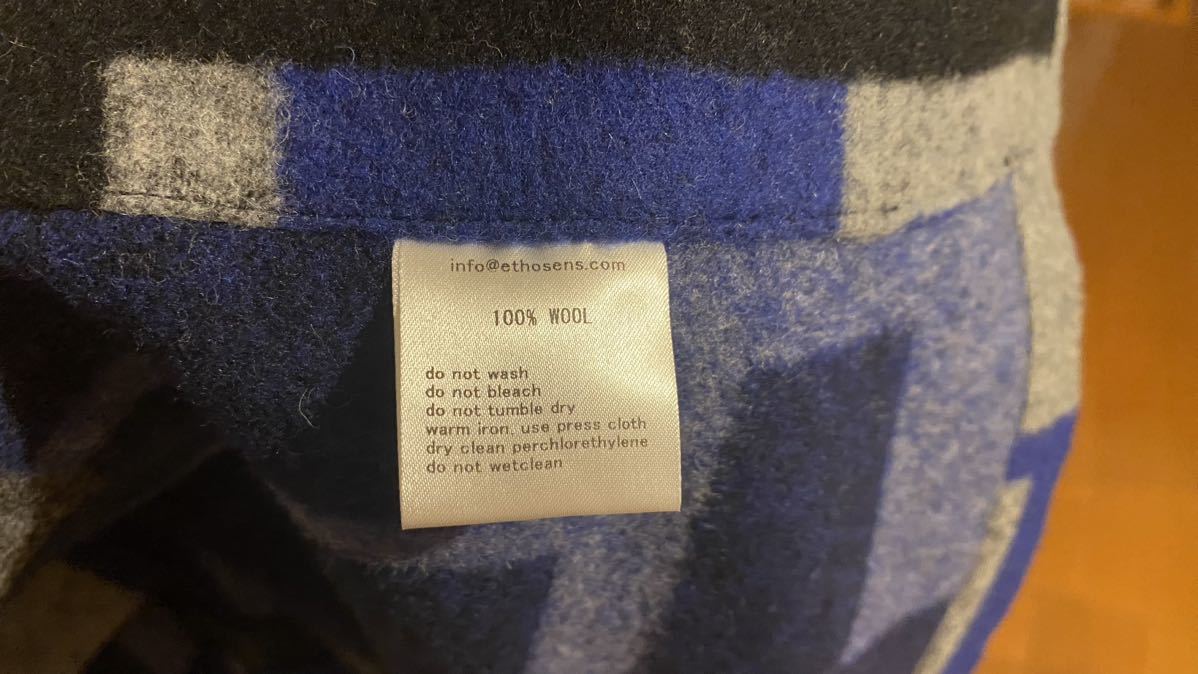 info@ethosens.com
100% WOOL
do not wash
do not bleach
do not tumble dry
warm iron, use press cloth
dry clean perchlorethylene
do not wetclean